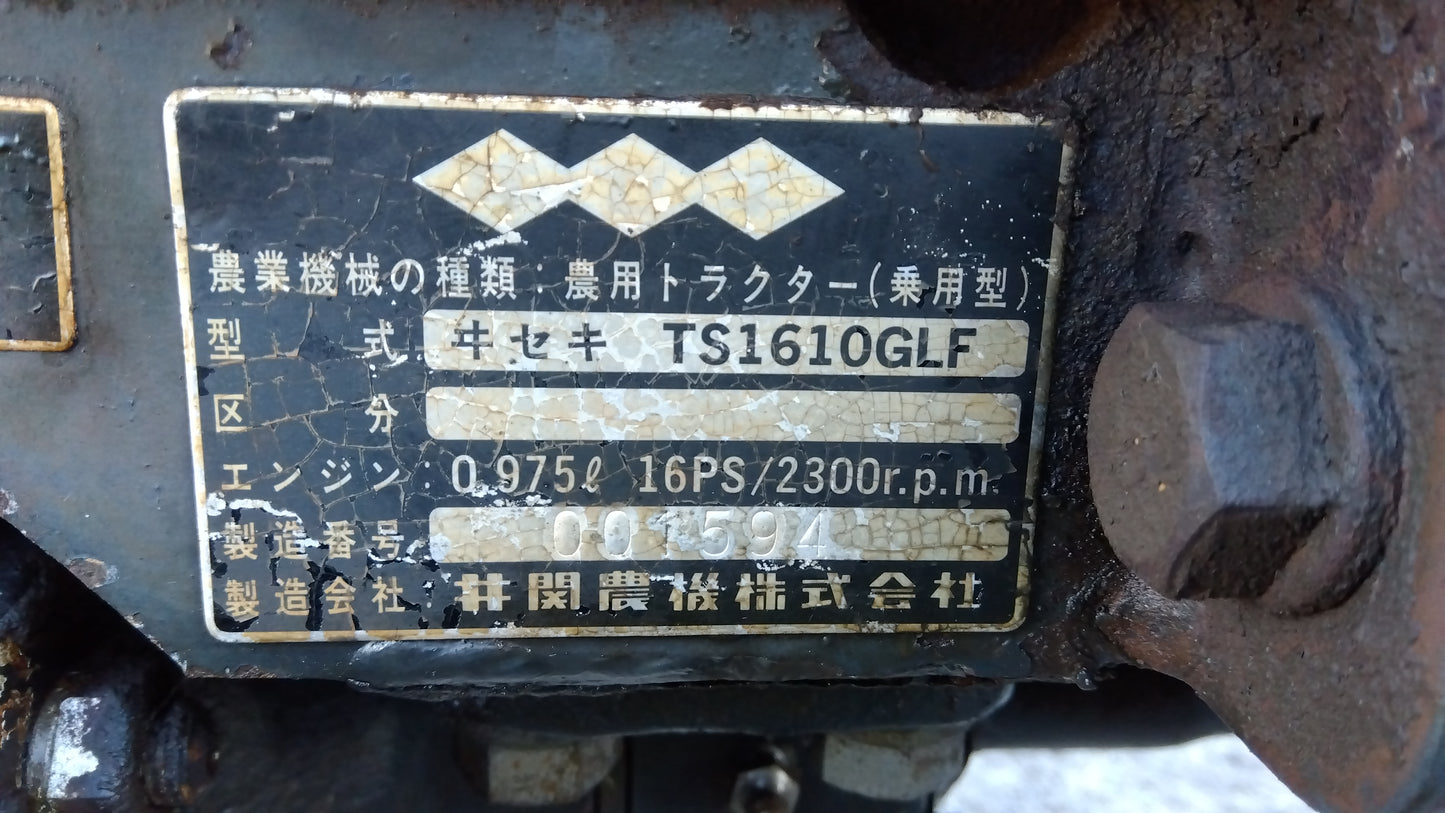 農業機械の種類:農用トラクター(乗用型)
型式 ヰセキ TS1610GLF
区分
エンジン:0.975ℓ 16PS/2300r.p.m.
製造番号 001594
製造会社:井関農機株式会社